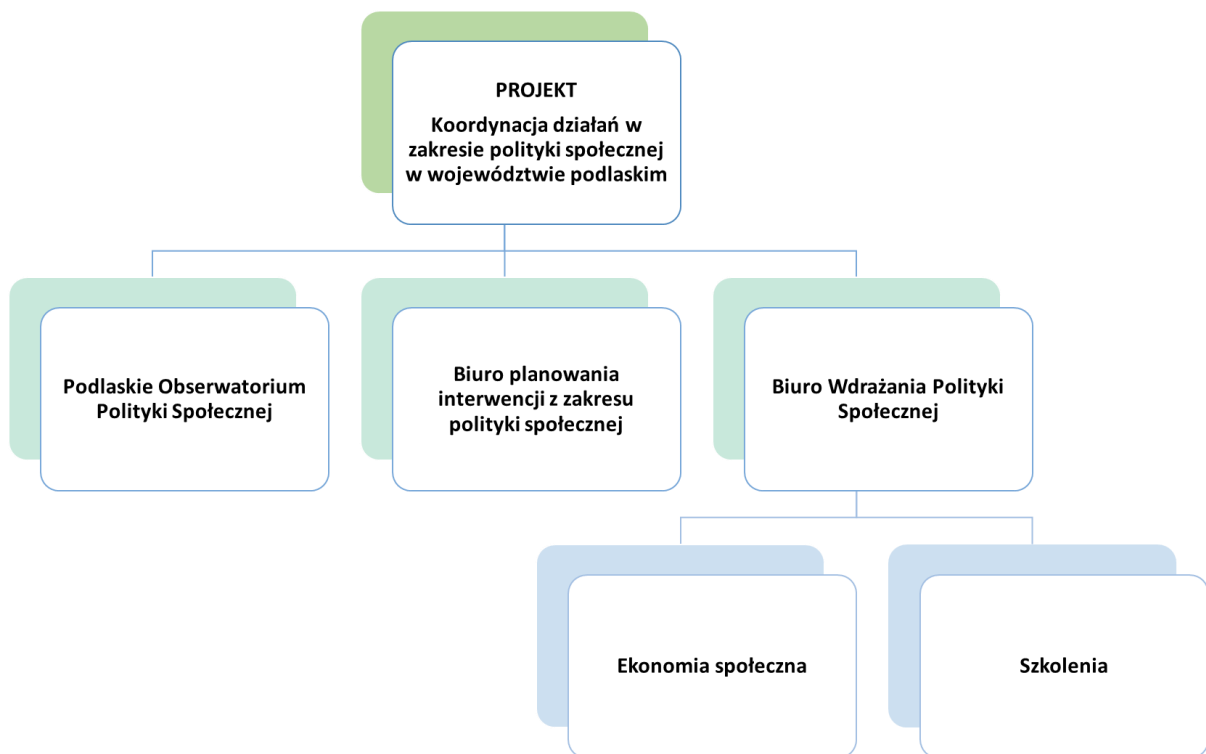 PROJEKT
Koordynacja działań w
zakresie polityki społecznej
w województwie podlaskim
Podlaskie Obserwatorium
Polityki Społecznej
Biuro planowania
interwencji z zakresu
polityki społecznej
Biuro Wdrażania Polityki
Społecznej
Ekonomia społeczna
Szkolenia